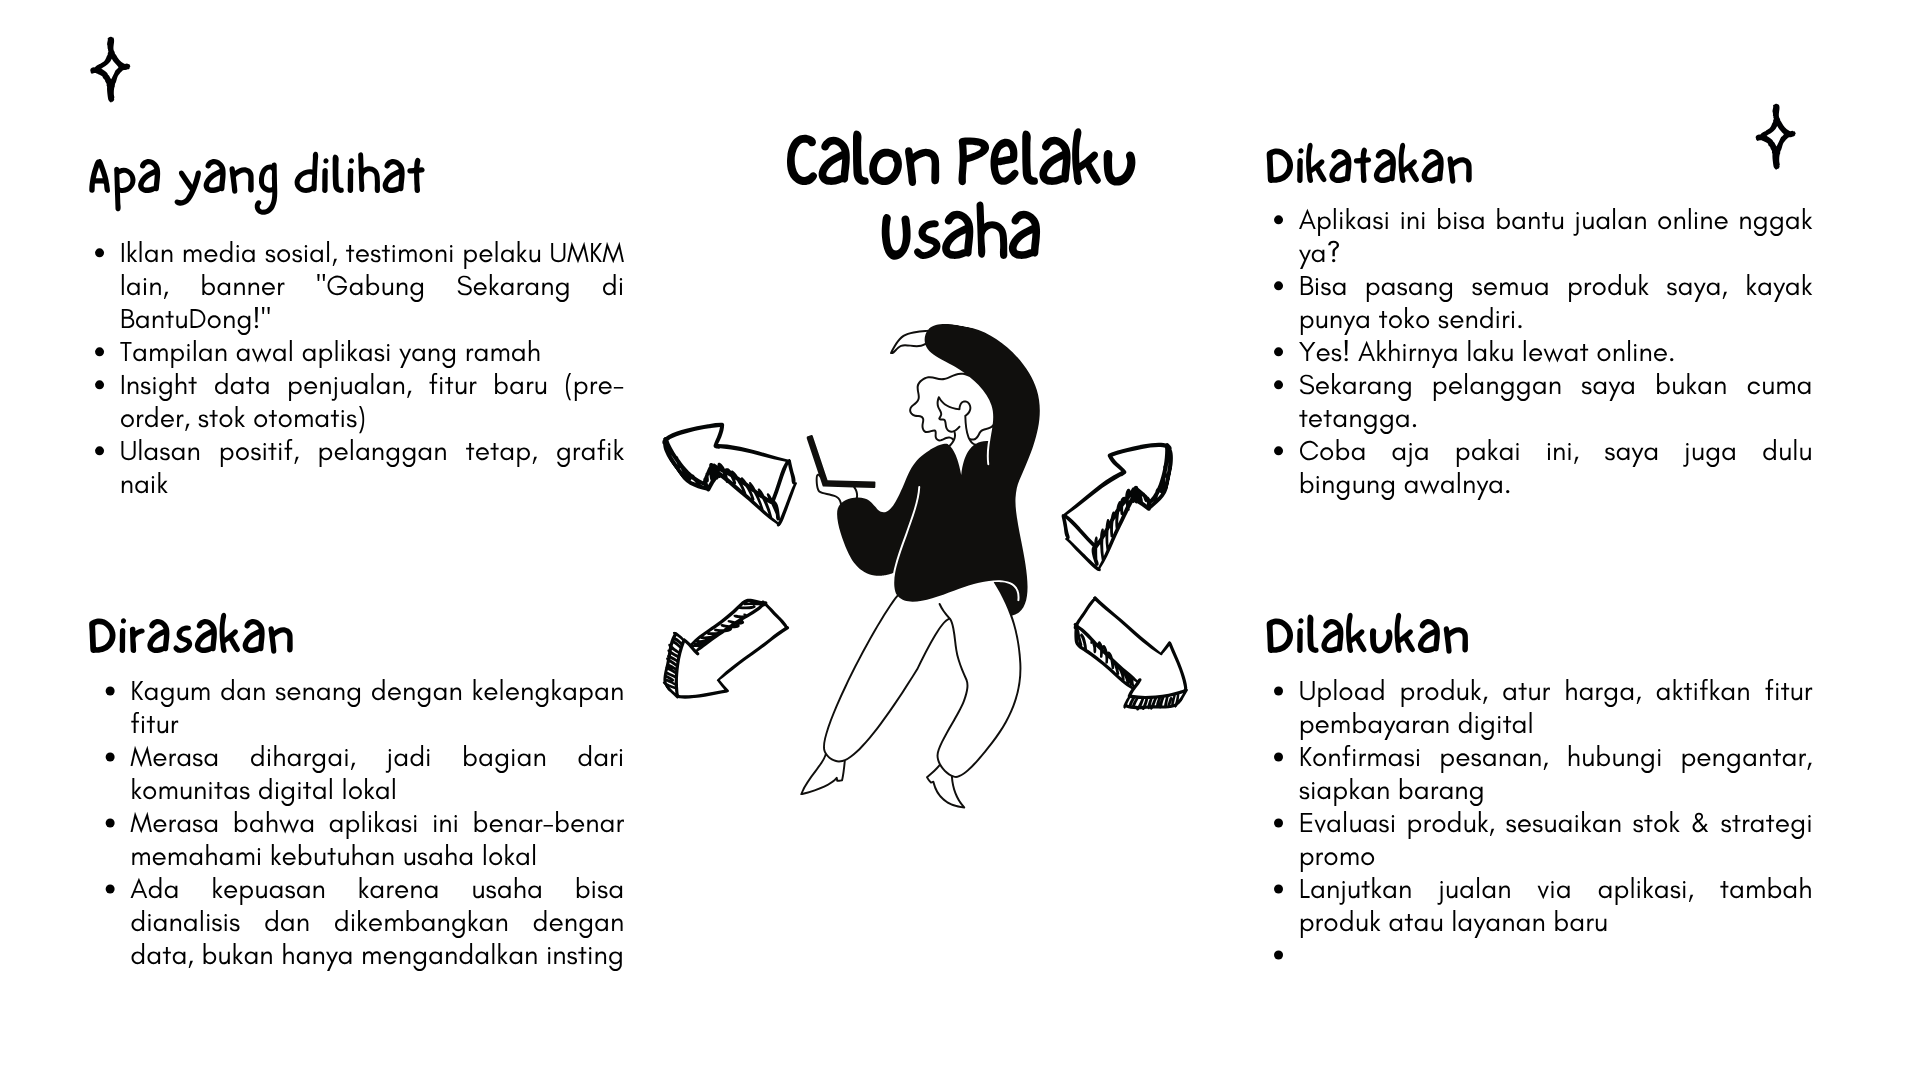 Apa yang dilihat
• Iklan media sosial, testimoni pelaku UMKM
lain, banner "Gabung Sekarang di
BantuDong!"
• Tampilan awal aplikasi yang ramah
• Insight data penjualan, fitur baru (pre-
order, stok otomatis)
• Ulasan positif, pelanggan tetap, grafik
naik
Calon Pelaku
Usaha
Dikatakan
• Aplikasi ini bisa bantu jualan online nggak
ya?
• Bisa pasang semua produk saya, kayak
punya toko sendiri.
• Yes! Akhirnya laku lewat online.
• Sekarang pelanggan saya bukan cuma
tetangga.
• Coba aja pakai ini, saya juga dulu
bingung awalnya.
Dirasakan
• Kagum dan senang dengan kelengkapan
fitur
• Merasa dihargai, jadi bagian dari
komunitas digital lokal
• Merasa bahwa aplikasi ini benar-benar
memahami kebutuhan usaha lokal
• Ada kepuasan karena usaha bisa
dianalisis dan dikembangkan dengan
data, bukan hanya mengandalkan insting
Dilakukan
• Upload produk, atur harga, aktifkan fitur
pembayaran digital
• Konfirmasi pesanan, hubungi pengantar,
siapkan barang
• Evaluasi produk, sesuaikan stok & strategi
promo
• Lanjutkan jualan via aplikasi, tambah
produk atau layanan baru
•